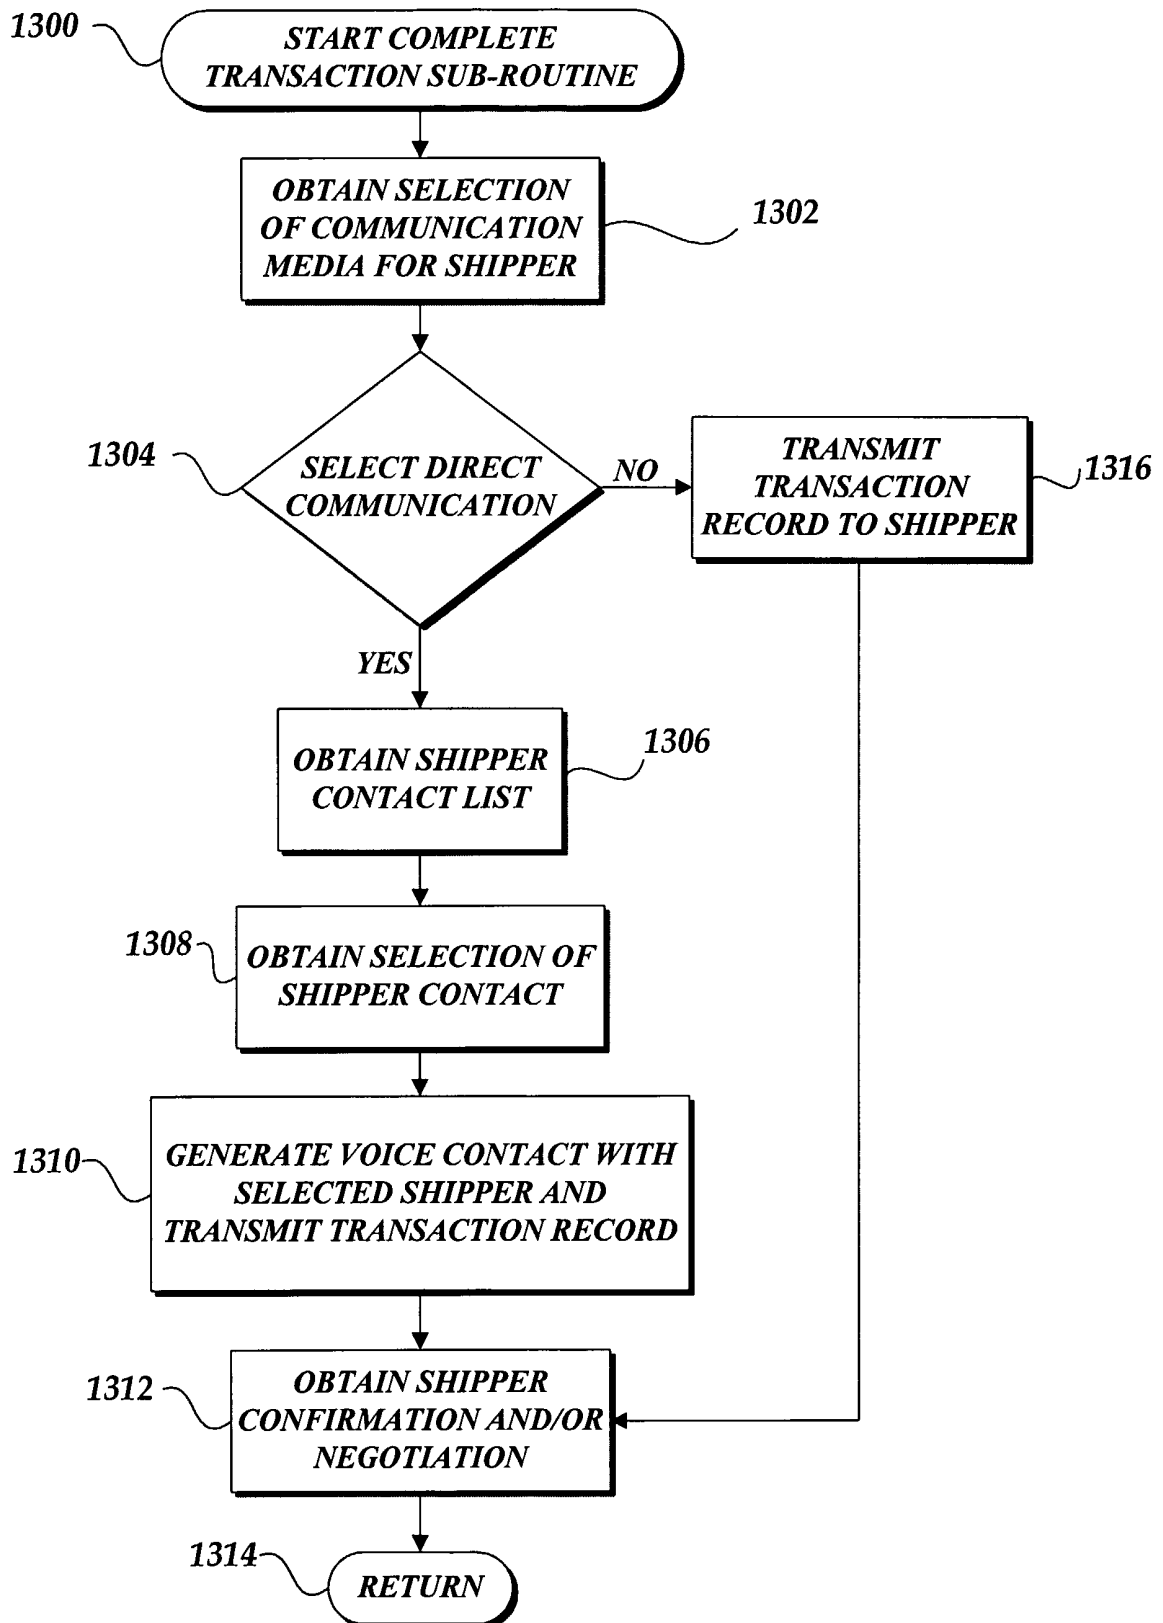 1300
START COMPLETE
TRANSACTION SUB-ROUTINE
OBTAIN SELECTION
OF COMMUNICATION
MEDIA FOR SHIPPER
1302
1304
SELECT DIRECT
COMMUNICATION
NO
TRANSMIT
TRANSACTION
RECORD TO SHIPPER
1316
YES
OBTAIN SHIPPER
CONTACT LIST
1306
1308
OBTAIN SELECTION OF
SHIPPER CONTACT
1310
GENERATE VOICE CONTACT WITH
SELECTED SHIPPER AND
TRANSMIT TRANSACTION RECORD
1312
OBTAIN SHIPPER
CONFIRMATION AND/OR
NEGOTIATION
1314
RETURN